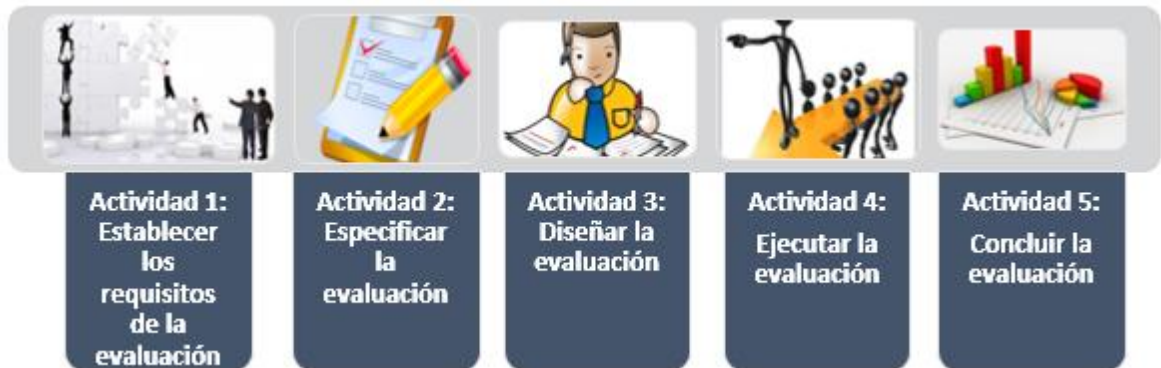 Actividad 1:
Establecer
los
requisitos
de la
evaluación
Actividad 2:
Especificar
la
evaluación
Actividad 3:
Diseñar la
evaluación
Actividad 4:
Ejecutar la
evaluación
Actividad 5:
Concluir la
evaluación